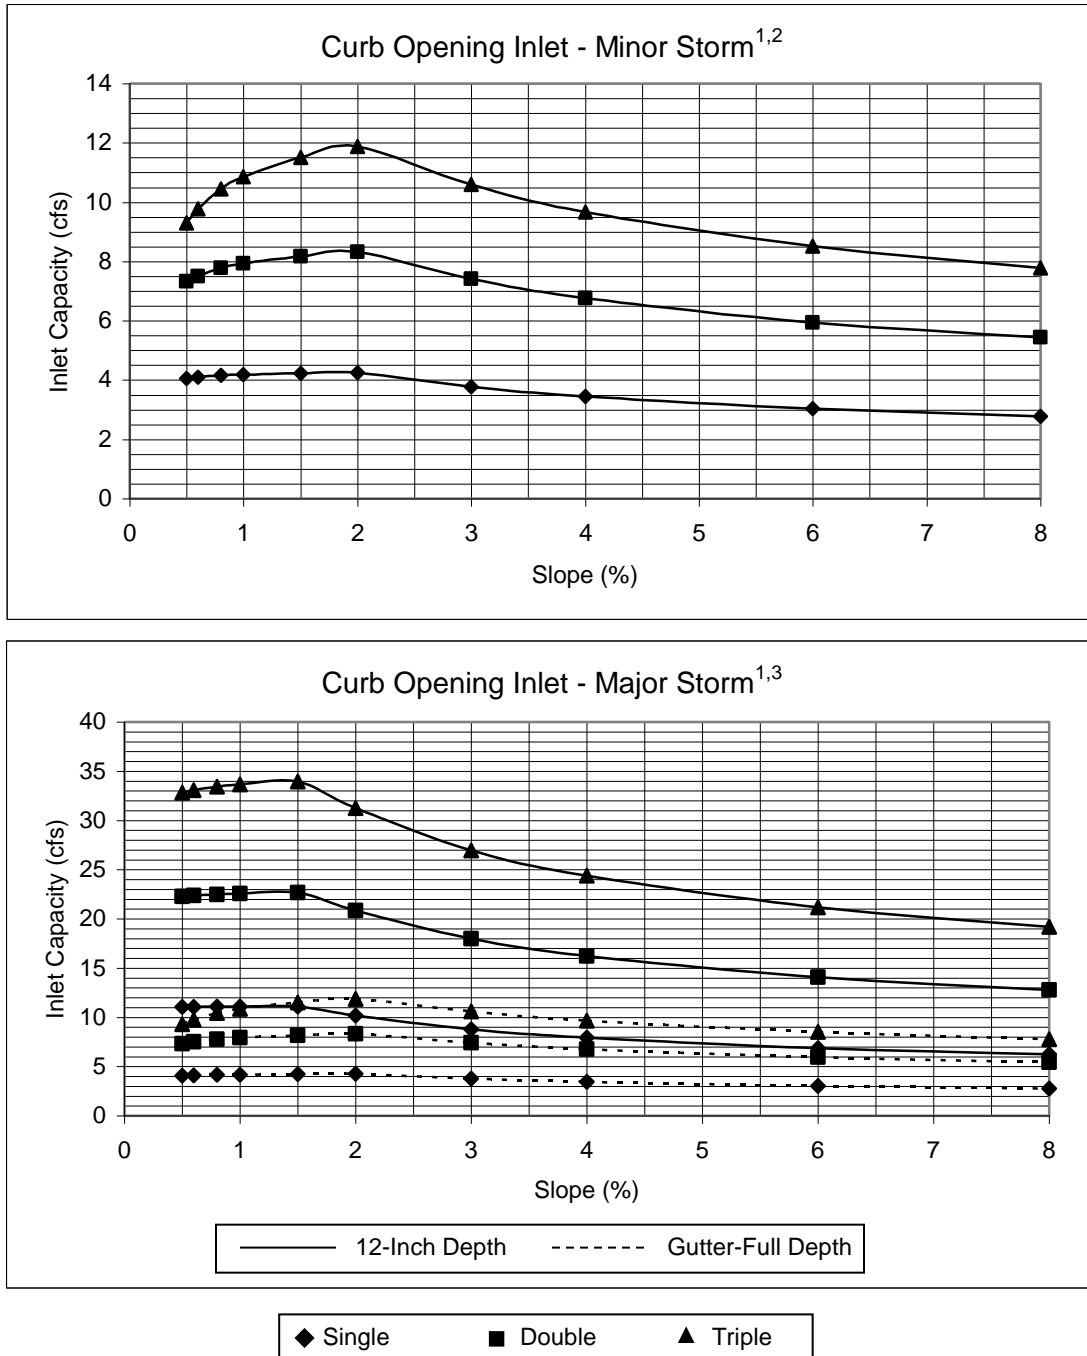 Curb Opening Inlet - Minor Storm1,2
14
12
10
8
6
4
2
0
Inlet Capacity (cfs)
0 1 2 3 4 5 6 7 8
Slope (%)
Curb Opening Inlet - Major Storm1,3
40
35
30
25
20
15
10
5
0
Inlet Capacity (cfs)
0 1 2 3 4 5 6 7 8
Slope (%)
12-Inch Depth Gutter-Full Depth
Single Double Triple